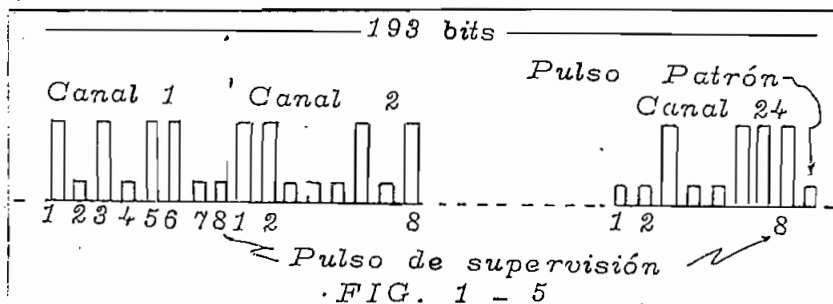 193 bits
Pulso Patrón
Canal 1 Canal 2 Canal 24
1 2 3 4 5 6 7 8 1 2 8 1 2 8
Pulso de supervisión
FIG. 1 - 5